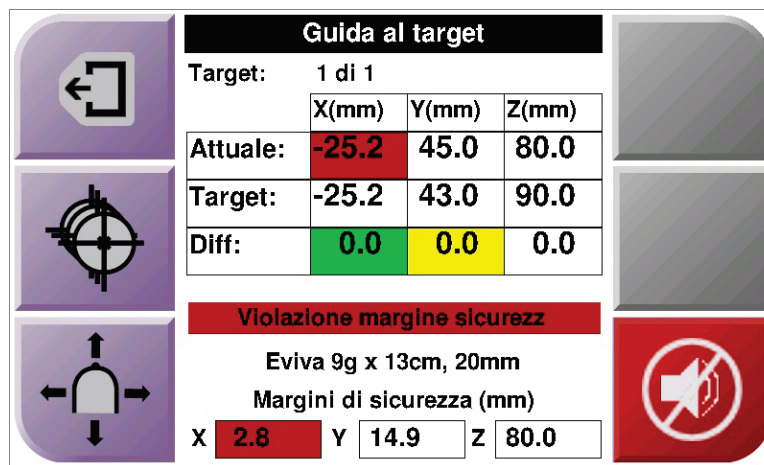 Guida al target
Target: 1 di 1
X(mm) Y(mm) Z(mm)
Attuale: -25.2 45.0 80.0
Target: -25.2 43.0 90.0
Diff: 0.0 0.0 0.0
Violazione margine sicurezz
Eviva 9g x 13cm, 20mm
Margini di sicurezza (mm)
X 2.8 Y 14.9 Z 80.0